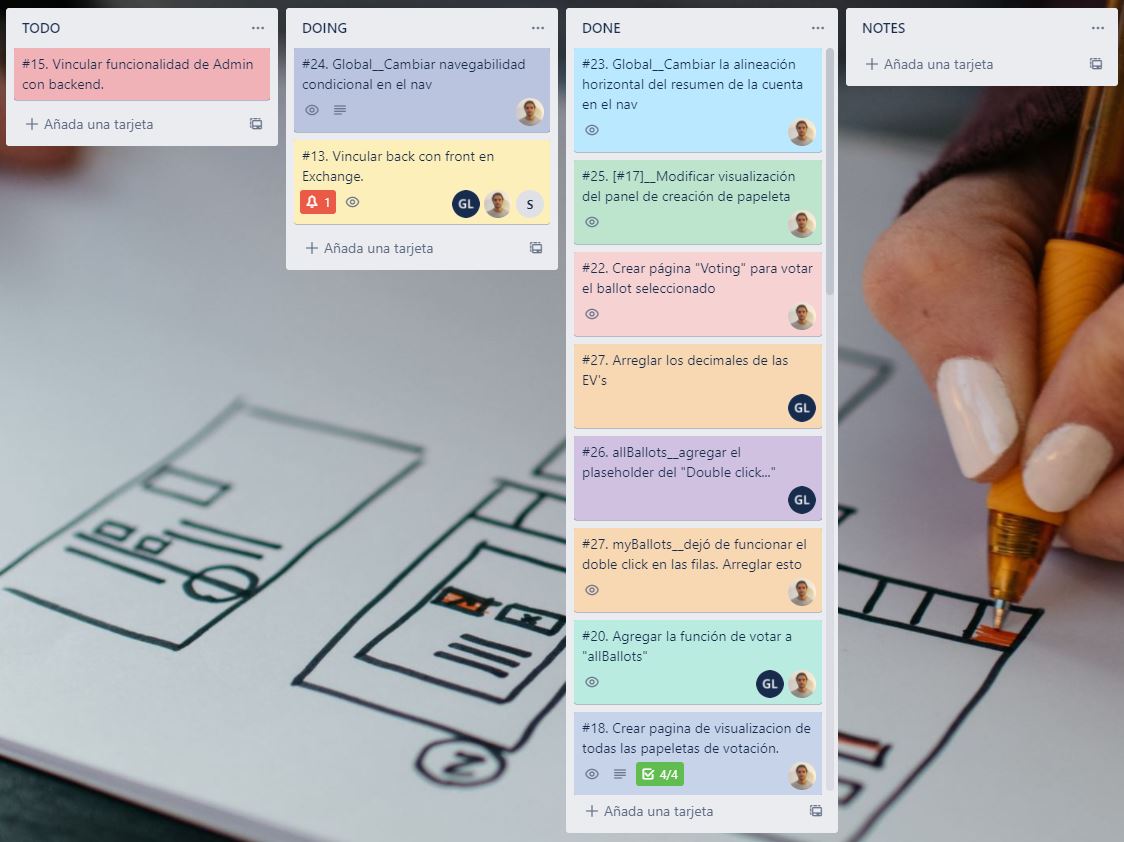 TODO
#15. Vincular funcionalidad de Admin
con backend.
Añada una tarjeta
DOING
#24. Global__Cambiar navegabilidad
condicional en el nav
#13. Vincular back con front en
Exchange.
1
GL
S
Añada una tarjeta
DONE
#23. Global__Cambiar la alineación
horizontal del resumen de la cuenta
en el nav
#25. [#17]__Modificar visualización
del panel de creación de papeleta
#22. Crear página "Voting" para votar
el ballot seleccionado
#27. Arreglar los decimales de las
EV's
GL
#26. allBallots__agregar el
plaseholder del "Double click..."
GL
#27. myBallots__dejó de funcionar el
doble click en las filas. Arreglar esto
#20. Agregar la función de votar a
"allBallots"
GL
#18. Crear pagina de visualizacion de
todas las papeletas de votación.
4/4
Añada una tarjeta
NOTES
Añada una tarjeta